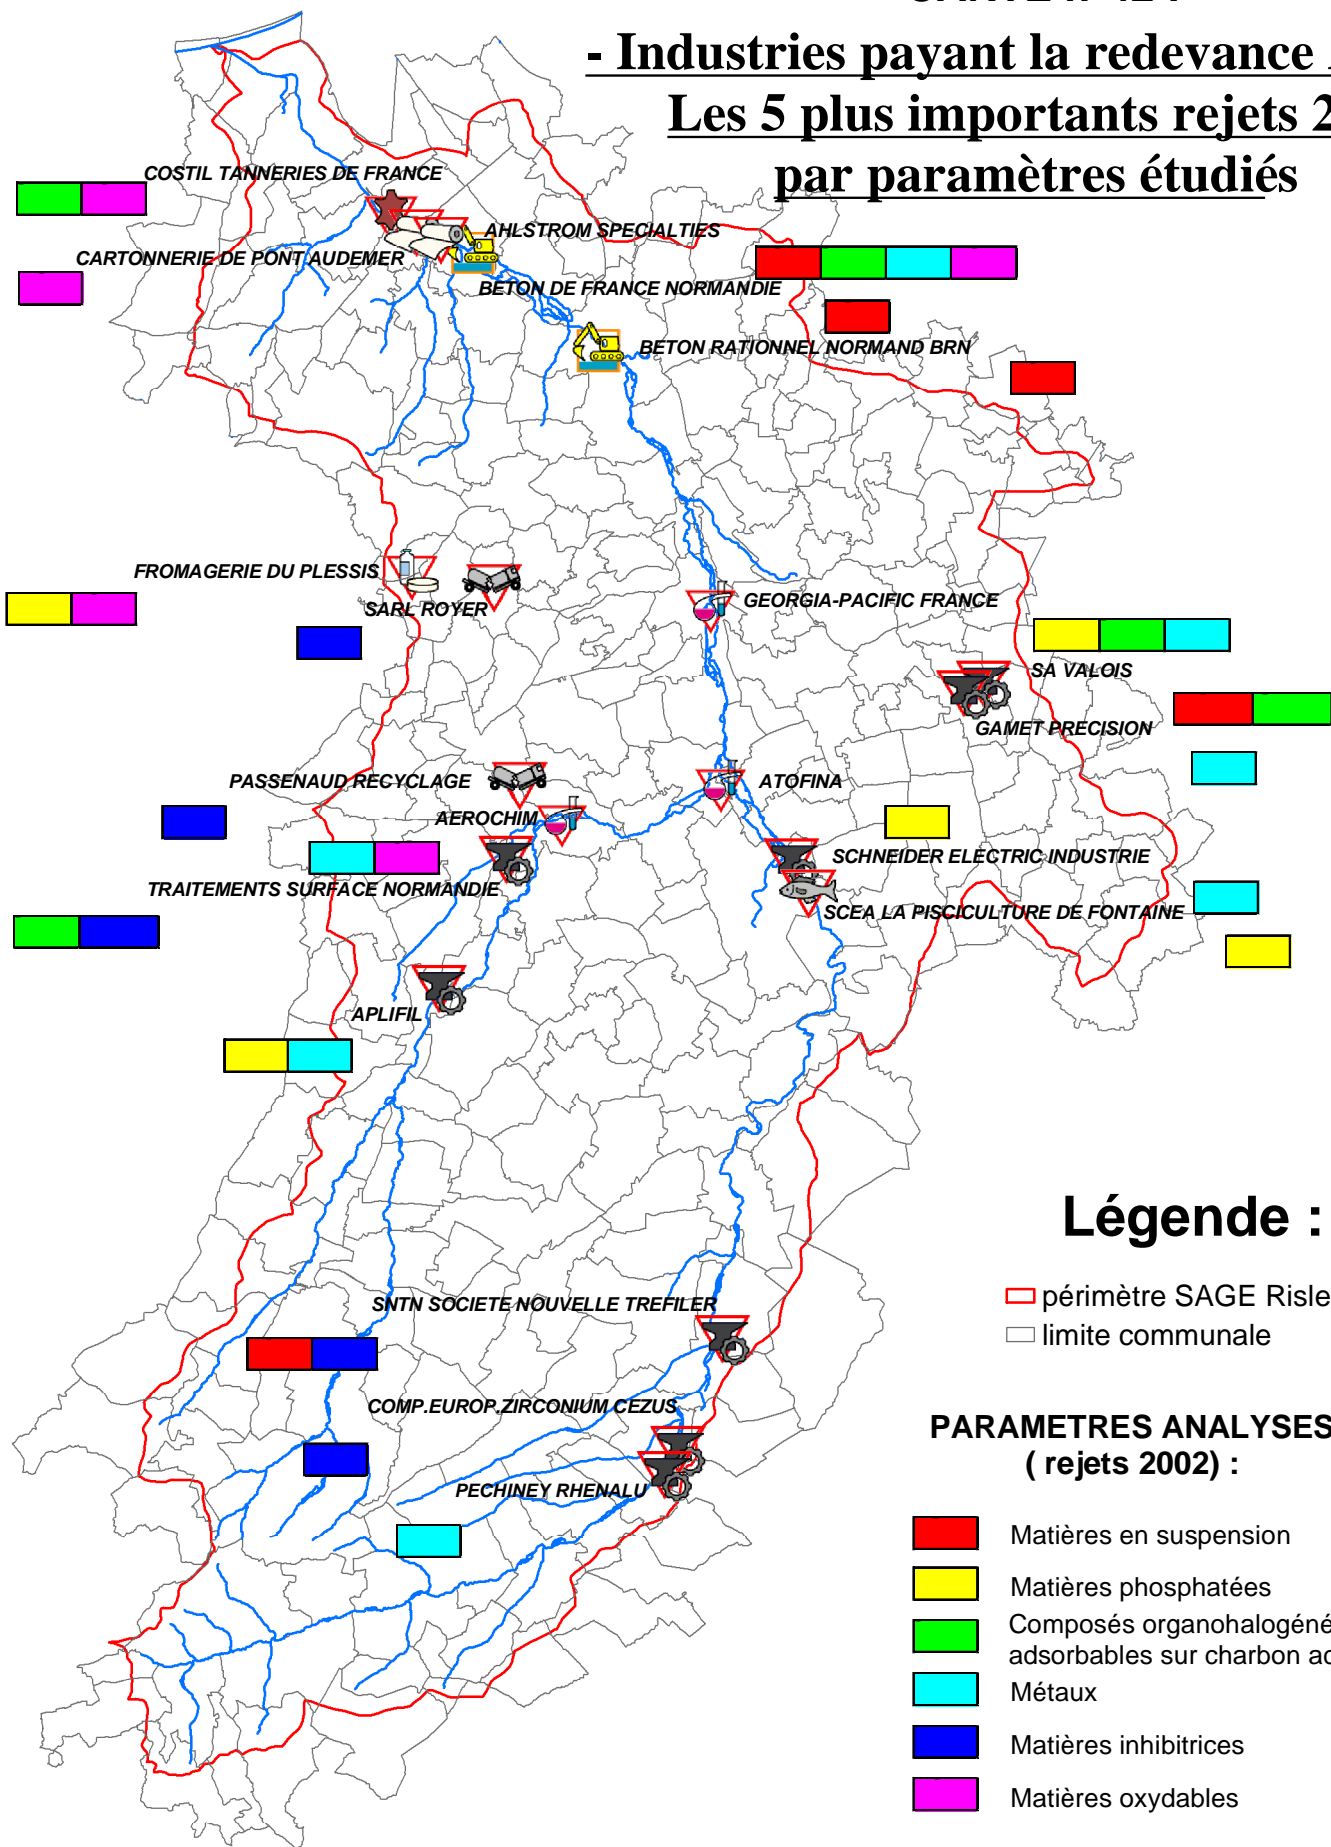 - Industries payant la redevance
Les 5 plus importants rejets
par paramètres étudiés
COSTIL TANNERIES DE FRANCE
AHLSTROM SPECIALTIES
CARTONNERIE DE PONT AUDEMER
BETON DE FRANCE NORMANDIE
BETON RATIONNEL NORMAND BRN
FROMAGERIE DU PLESSIS
SARL ROYER
GEORGIA-PACIFIC FRANCE
SA VALOIS
GAMET PRECISION
PASSENAUD RECYCLAGE
ATOFINA
AEROCHIM
SCHNEIDER ELECTRIC INDUSTRIE
TRAITEMENTS SURFACE NORMANDIE
SCEA LA PISCICULTURE DE FONTAINE
APLIFIL
Légende :
périmètre SAGE Risle
limite communale
SNTN SOCIETE NOUVELLE TREFILER
COMP.EUROP.ZIRCONIUM CEZUS
PECHINEY RHENALU
PARAMETRES ANALYSES
( rejets 2002) :
Matières en suspension
Matières phosphatées
Composés organohalogéné
adsorbables sur charbon
Métaux
Matières inhibitrices
Matières oxydables